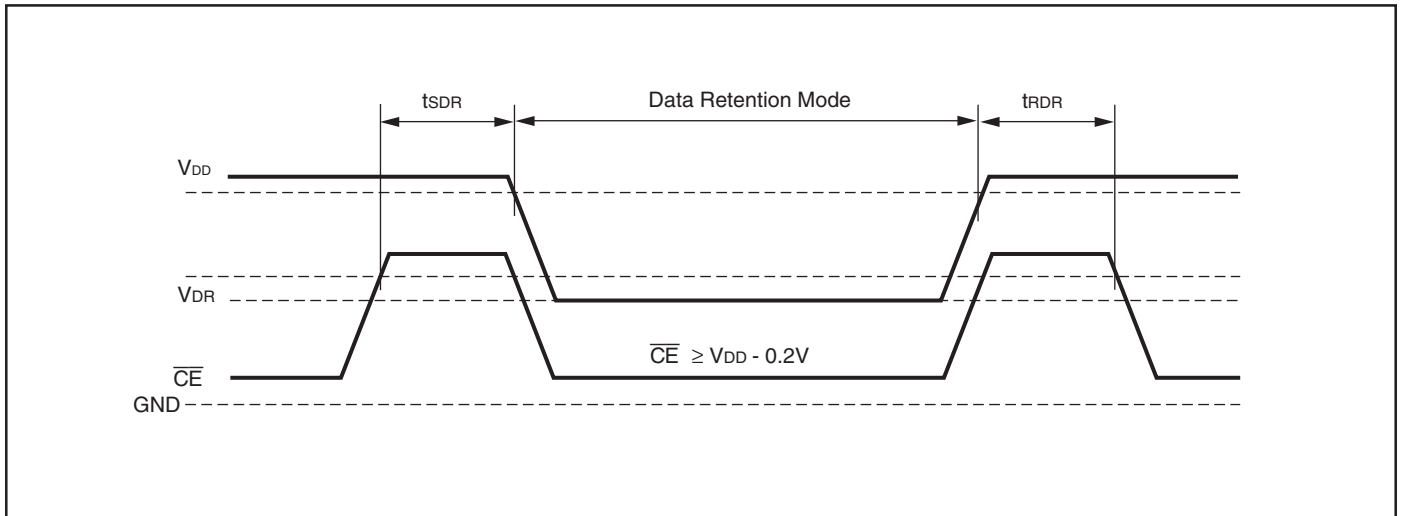 tSDR Data Retention Mode tRDR
VDD
VDR
CE ≥ VDD - 0.2V
CE
GND